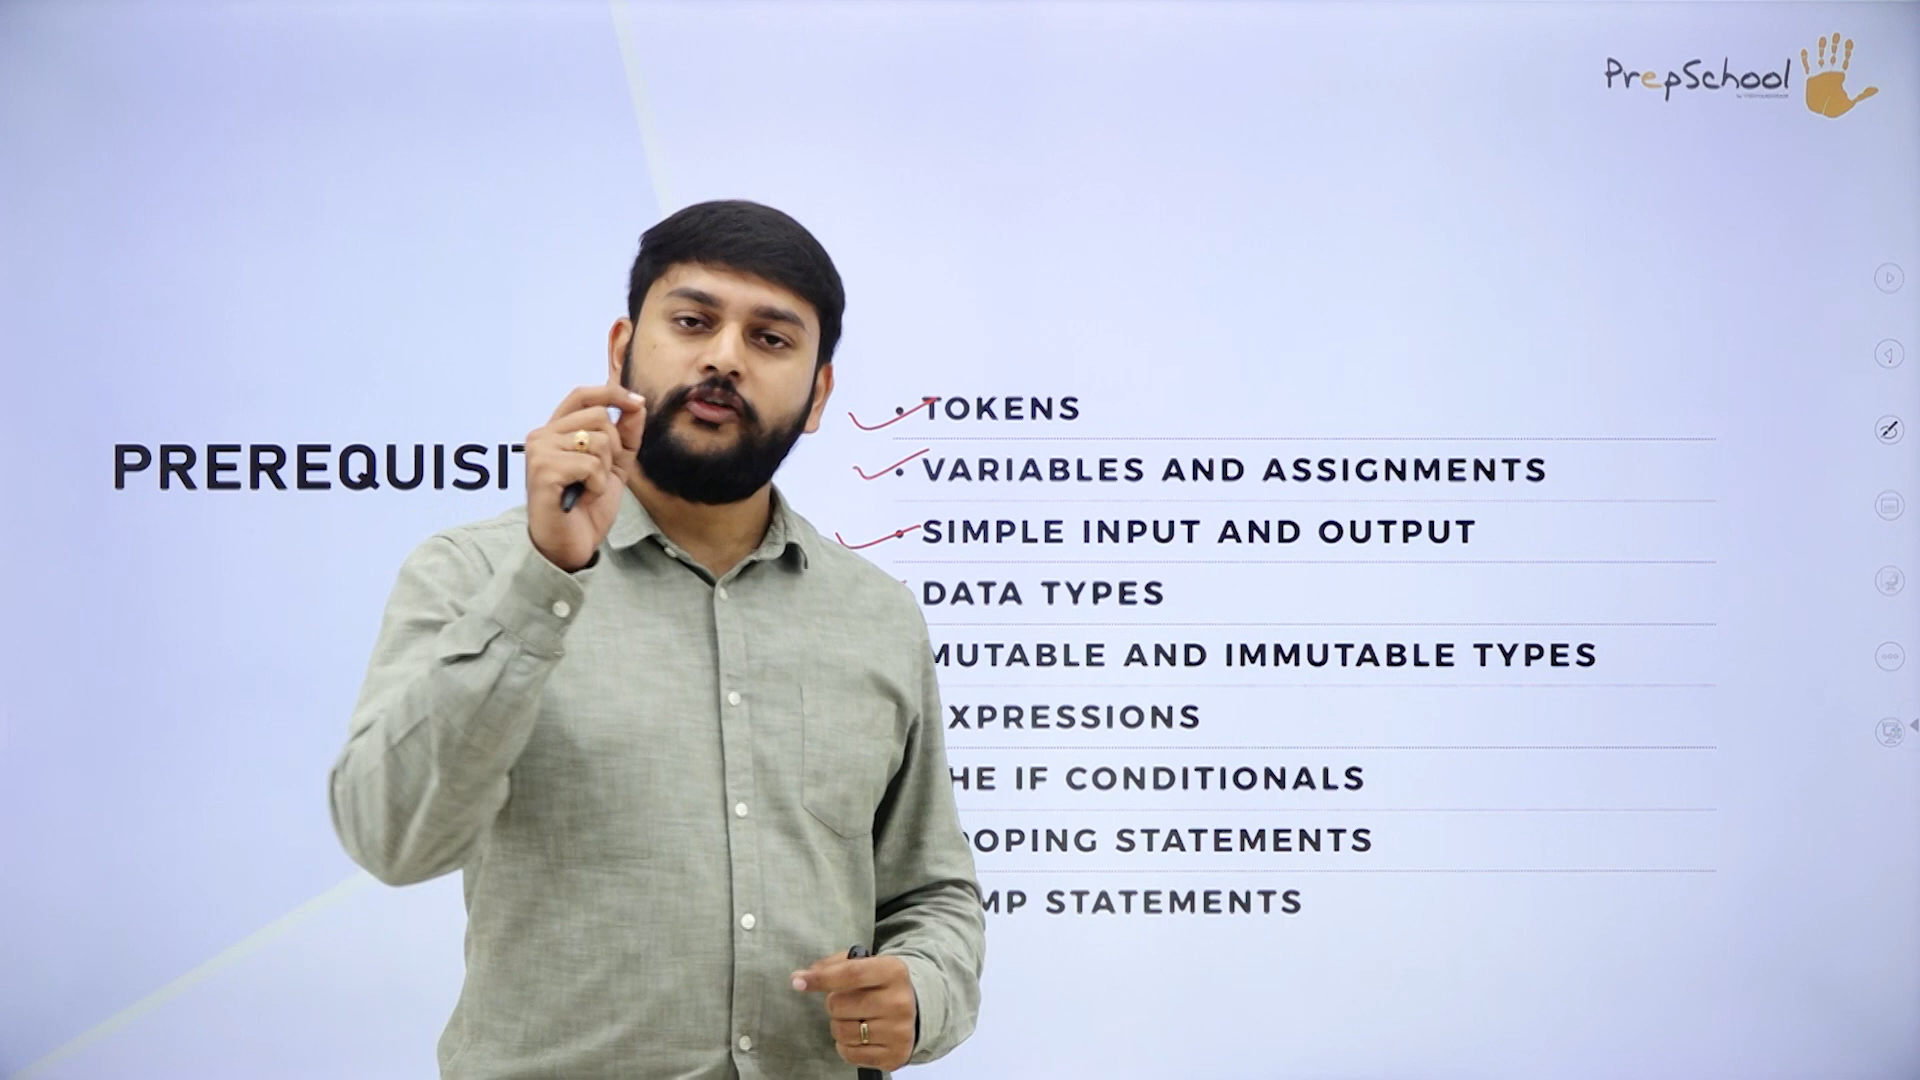 PrepSchool
PREREQUISIT
TOKENS
VARIABLES AND ASSIGNMENTS
SIMPLE INPUT AND OUTPUT
DATA TYPES
MUTABLE AND IMMUTABLE TYPES
XPRESSIONS
HE IF CONDITIONALS
OOPING STATEMENTS
MP STATEMENTS